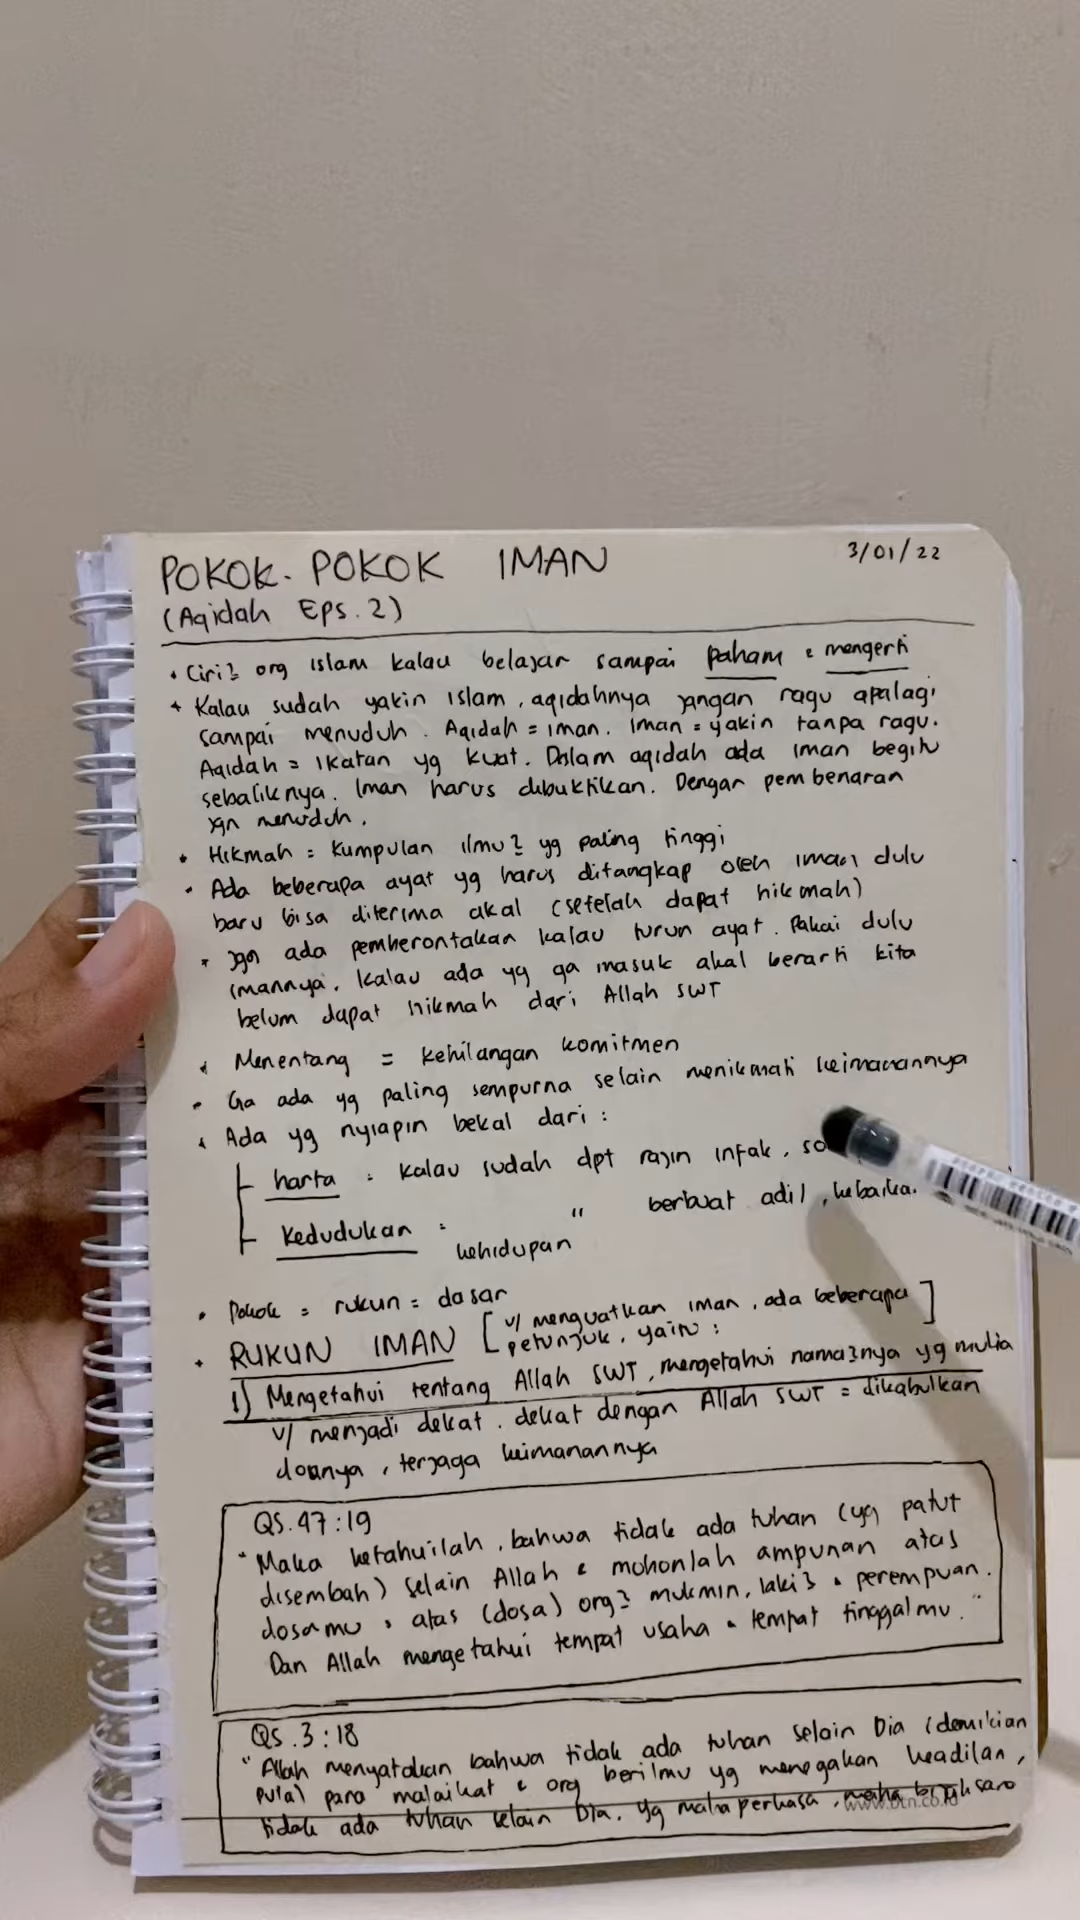 POKOK-POKOK IMAN
3/01/22
(Aqidah Eps. 2)
• Ciri2 org islam kalau belajar sampai paham & mengerti
• Kalau sudah yakin islam, aqidahnya jangan ragu apalagi
sampai menuduh. Aqidah = iman. Iman = yakin tanpa ragu.
Aqidah = ikatan yg kuat. Dalam aqidah ada iman begitu
sebaliknya. Iman harus dibuktikan. Dengan pembenaran
jgn menuduh.
• Hikmah = kumpulan ilmu2 yg paling tinggi
• Ada beberapa ayat yg harus ditangkap oleh iman dulu
baru bisa diterima akal (setelah dapat hikmah)
• Jgn ada pemberontakan kalau turun ayat. Pakai dulu
imannya. Kalau ada yg ga masuk akal berarti kita
belum dapat hikmah dari Allah SWT
• Menentang = kehilangan komitmen
• Ga ada yg paling sempurna selain menikmati keimanannya
• Ada yg nyiapin bekal dari :
harta : kalau sudah dpt rajin infak,
kedudukan : " berbuat adil,
kehidupan
• Pokok = rukun = dasar
• RUKUN IMAN [u/ menguatkan iman, ada beberapa
petunjuk, yaitu : ]
1) Mengetahui tentang Allah SWT, mengetahui nama2nya yg mulia
u/ menjadi dekat. dekat dengan Allah SWT = dikabulkan
doanya, terjaga keimanannya
QS. 47:19
"Maka ketahuilah, bahwa tidak ada tuhan (yg patut
disembah) selain Allah & mohonlah ampunan atas
dosamu & atas (dosa) org2 mukmin, laki2 & perempuan.
Dan Allah mengetahui tempat usaha & tempat tinggalmu."
QS. 3:18
"Allah menyatakan bahwa tidak ada tuhan selain Dia (demikian
pula) para malaikat & org berilmu yg menegakan keadilan,
tidak ada tuhan selain Dia. yg maha perkasa, maha bijaksana
www.btn.co.id